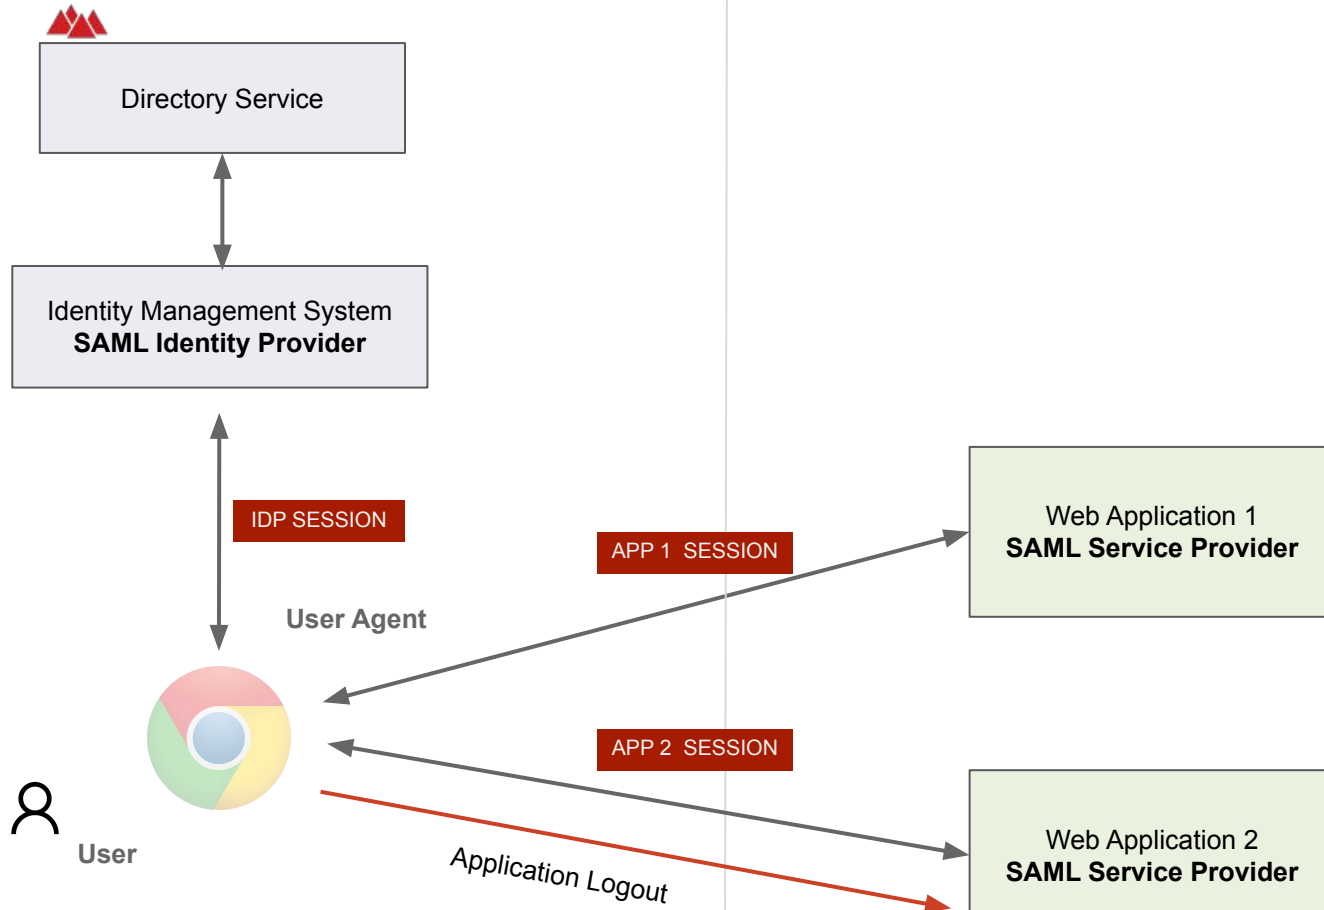 Directory Service
Identity Management System
SAML Identity Provider
IDP SESSION
APP 1  SESSION
Web Application 1
SAML Service Provider
User Agent
APP 2  SESSION
User
Application Logout
Web Application 2
SAML Service Provider